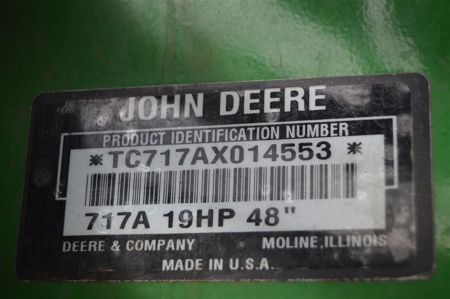 JOHN DEERE
PRODUCT IDENTIFICATION NUMBER
*TC717AX014553*
717A 19HP 48"
DEERE & COMPANY MOLINE, ILLINOIS
MADE IN U.S.A.